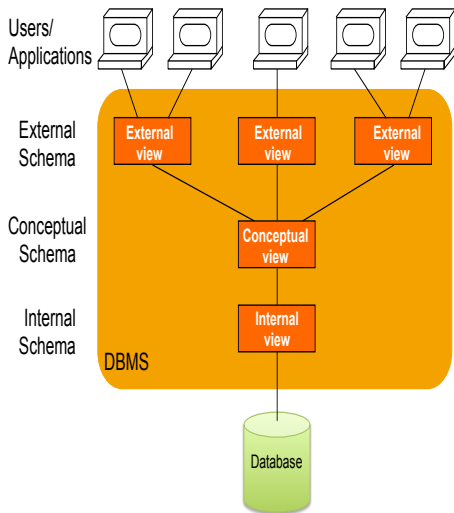 Users/
Applications
External
Schema
External
view
External
view
External
view
Conceptual
Schema
Conceptual
view
Internal
Schema
Internal
view
DBMS
Database